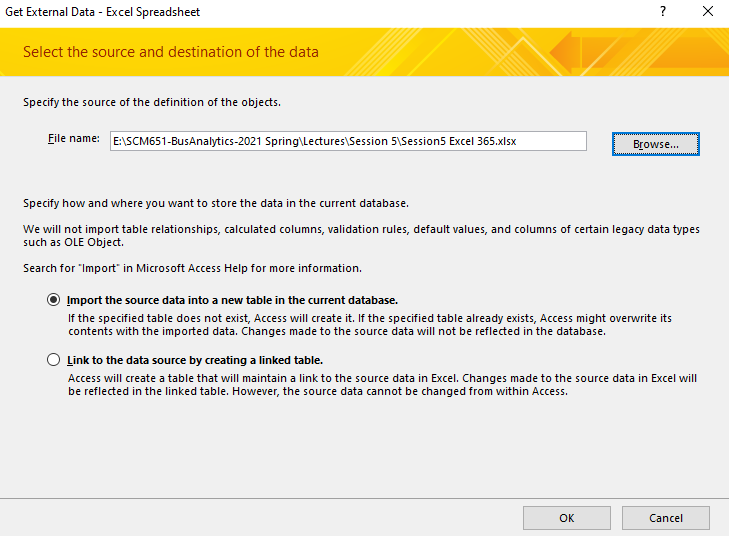 Get External Data - Excel Spreadsheet
?
Select the source and destination of the data
Specify the source of the definition of the objects.
File name: E:\SCM651-BusAnalytics-2021 Spring\Lectures\Session 5\Session5 Excel 365.xlsx Browse...
Specify how and where you want to store the data in the current database.
We will not import table relationships, calculated columns, validation rules, default values, and columns of certain legacy data types
such as OLE Object.
Search for "Import" in Microsoft Access Help for more information.
Import the source data into a new table in the current database.
If the specified table does not exist, Access will create it. If the specified table already exists, Access might overwrite its
contents with the imported data. Changes made to the source data will not be reflected in the database.
Link to the data source by creating a linked table.
Access will create a table that will maintain a link to the source data in Excel. Changes made to the source data in Excel will
be reflected in the linked table. However, the source data cannot be changed from within Access.
OK Cancel